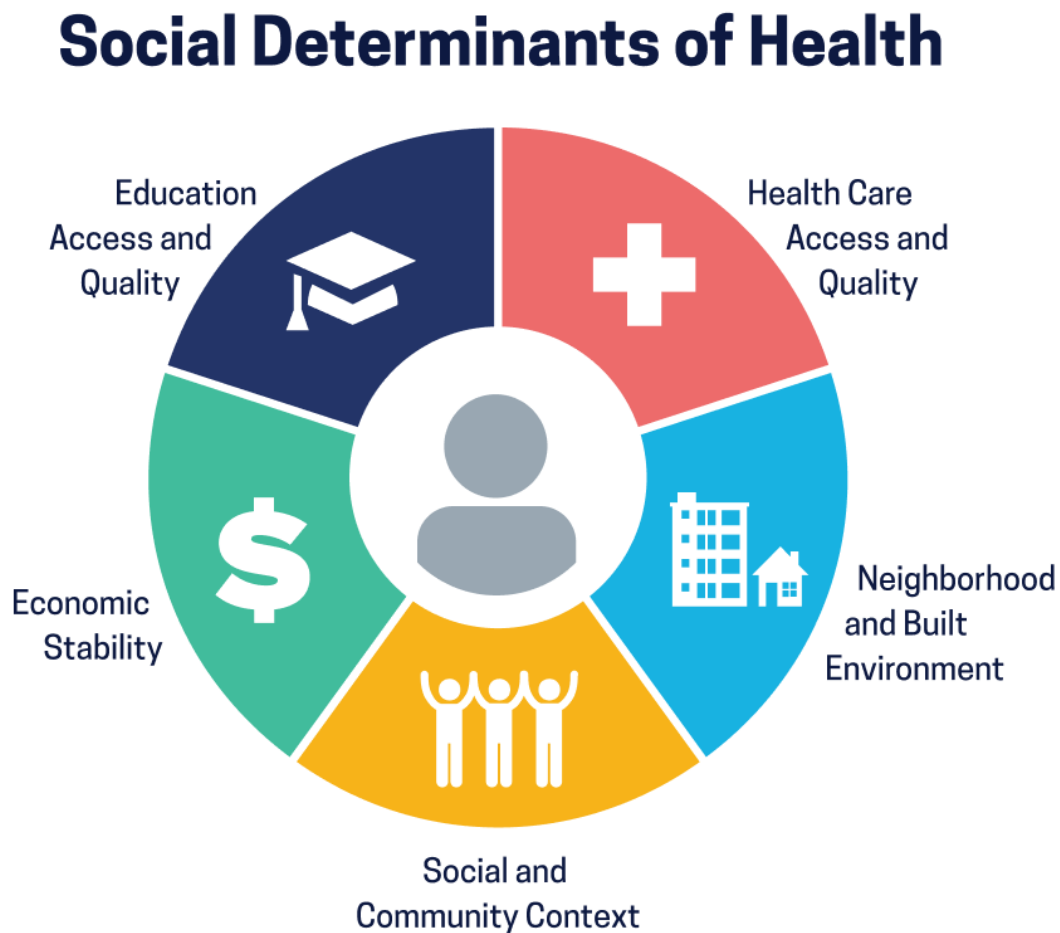 Social Determinants of Health
Education
Access and
Quality
Health Care
Access and
Quality
Economic
Stability
Neighborhood
and Built
Environment
Social and
Community Context